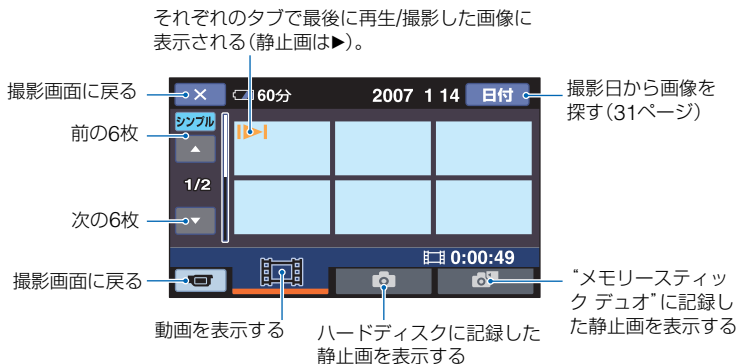 それぞれのタブで最後に再生/撮影した画像に
表示される(静止画は▶)。
撮影画面に戻る
60分
2007 1 14
日付
撮影日から画像を
探す(31ページ)
シンプル
前の6枚
1/2
次の6枚
0:00:49
撮影画面に戻る
動画を表示する
ハードディスクに記録した
静止画を表示する
“メモリースティッ
ク デュオ”に記録し
た静止画を表示する